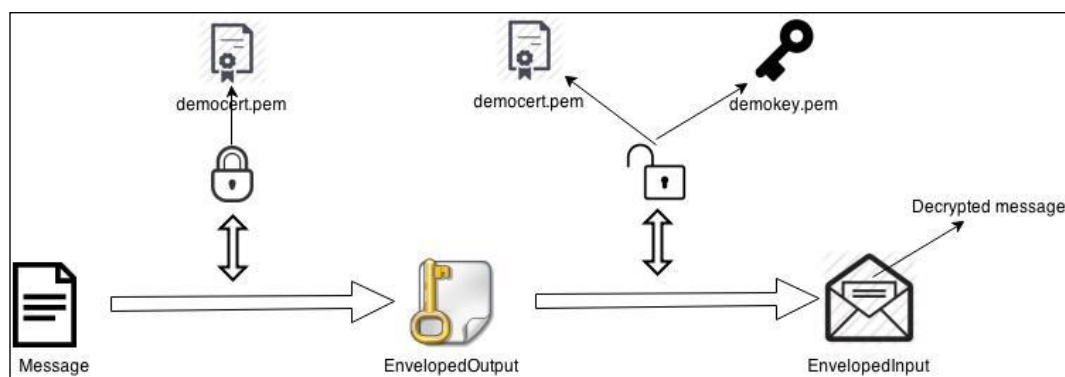 democert.pem
democert.pem
demokey.pem
Decrypted message
Message
EnvelopedOutput
EnvelopedInput